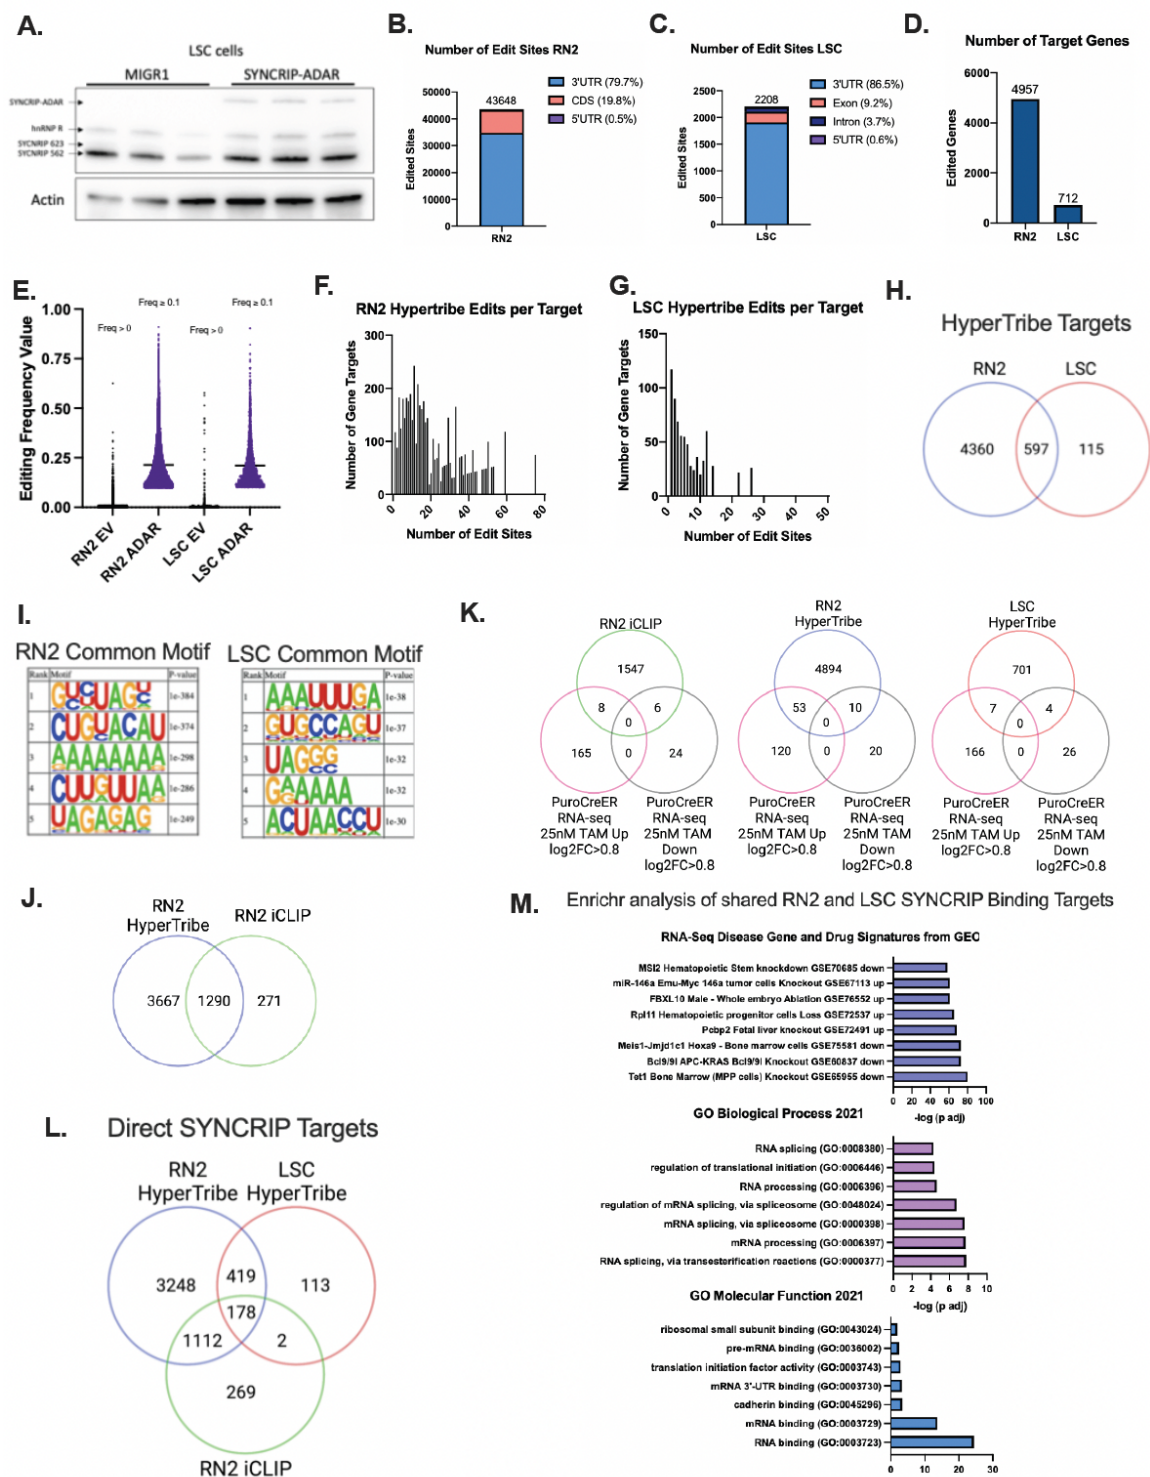 A.
LSC cells
MIGR1
SYNCRIP-ADAR
SYNCRIP-ADAR
hnRNP R
SYCNRIP 623
SYCNRIP 562
Actin
B.
Number of Edit Sites RN2
3'UTR (79.7%)
CDS (19.8%)
5'UTR (0.5%)
43648
50000
40000
30000
20000
10000
0
Edited Sites
RN2
C.
Number of Edit Sites LSC
3'UTR (86.5%)
Exon (9.2%)
Intron (3.7%)
5'UTR (0.6%)
2208
2500
2000
1500
1000
500
0
Edited Sites
LSC
D.
Number of Target Genes
6000
4000
2000
0
4957
712
Edited Genes
RN2
LSC
E.
Editing Frequency Value
1.00
0.75
0.50
0.25
0.00
Freq > 0
Freq ≥ 0.1
Freq > 0
Freq ≥ 0.1
RN2 EV
RN2 ADAR
LSC EV
LSC ADAR
F.
RN2 Hypertribe Edits per Target
Number of Gene Targets
300
200
100
0
0 20 40 60 80
Number of Edit Sites
G.
LSC Hypertribe Edits per Target
Number of Gene Targets
150
100
50
0
0 10 20 30 40 50
Number of Edit Sites
H.
HyperTribe Targets
RN2
LSC
4360
597
115
I.
RN2 Common Motif
Rank Motif P-value
1 1e-384
2 CUGUACAU 1e-374
3 AAAAAAAA 1e-298
4 CUUGUUAA 1e-286
5 UAGAGAG 1e-249
LSC Common Motif
Rank Motif P-value
1 AAAUUUGA 1e-38
2 GUGCCAGU 1e-37
3 1e-32
4 GAAAAA 1e-32
5 ACUAACCU 1e-30
J.
RN2
HyperTribe
RN2 iCLIP
3667
1290
271
K.
RN2 iCLIP
1547
8
6
0
165
0
24
PuroCreER
RNA-seq
25nM TAM Up
log2FC>0.8
PuroCreER
RNA-seq
25nM TAM
Down
log2FC>0.8
RN2
HyperTribe
4894
53
10
0
120
0
20
PuroCreER
RNA-seq
25nM TAM Up
log2FC>0.8
PuroCreER
RNA-seq
25nM TAM
Down
log2FC>0.8
LSC
HyperTribe
701
7
4
0
166
0
26
PuroCreER
RNA-seq
25nM TAM Up
log2FC>0.8
PuroCreER
RNA-seq
25nM TAM
Down
log2FC>0.8
L.
Direct SYNCRIP Targets
RN2
HyperTribe
LSC
HyperTribe
3248
419
113
178
1112
2
269
RN2 iCLIP
M.
Enrichr analysis of shared RN2 and LSC SYNCRIP Binding Targets
RNA-Seq Disease Gene and Drug Signatures from GEO
MSI2 Hematopoietic Stem knockdown GSE70685 down
miR-146a Emu-Myc 146a tumor cells Knockout GSE67113 up
FBXL10 Male - Whole embryo Ablation GSE76552 up
Rpl11 Hematopoietic progenitor cells Loss GSE72537 up
Pcbp2 Fetal liver knockout GSE72491 up
Meis1-Jmjd1c1 Hoxa9 - Bone marrow cells GSE75581 down
Bcl9/9l APC-KRAS Bcl9/9l Knockout GSE60837 down
Tet1 Bone Marrow (MPP cells) Knockout GSE65955 down
0 20 40 60 80 100
-log (p adj)
GO Biological Process 2021
RNA splicing (GO:0008380)
regulation of translational initiation (GO:0006446)
RNA processing (GO:0006396)
regulation of mRNA splicing, via spliceosome (GO:0048024)
mRNA splicing, via spliceosome (GO:0000398)
mRNA processing (GO:0006397)
RNA splicing, via transesterification reactions (GO:0000377)
0 2 4 6 8 10
-log (p adj)
GO Molecular Function 2021
ribosomal small subunit binding (GO:0043024)
pre-mRNA binding (GO:0036002)
translation initiation factor activity (GO:0003743)
mRNA 3'-UTR binding (GO:0003730)
cadherin binding (GO:0045296)
mRNA binding (GO:0003729)
RNA binding (GO:0003723)
0 10 20 30
-log (p adj)